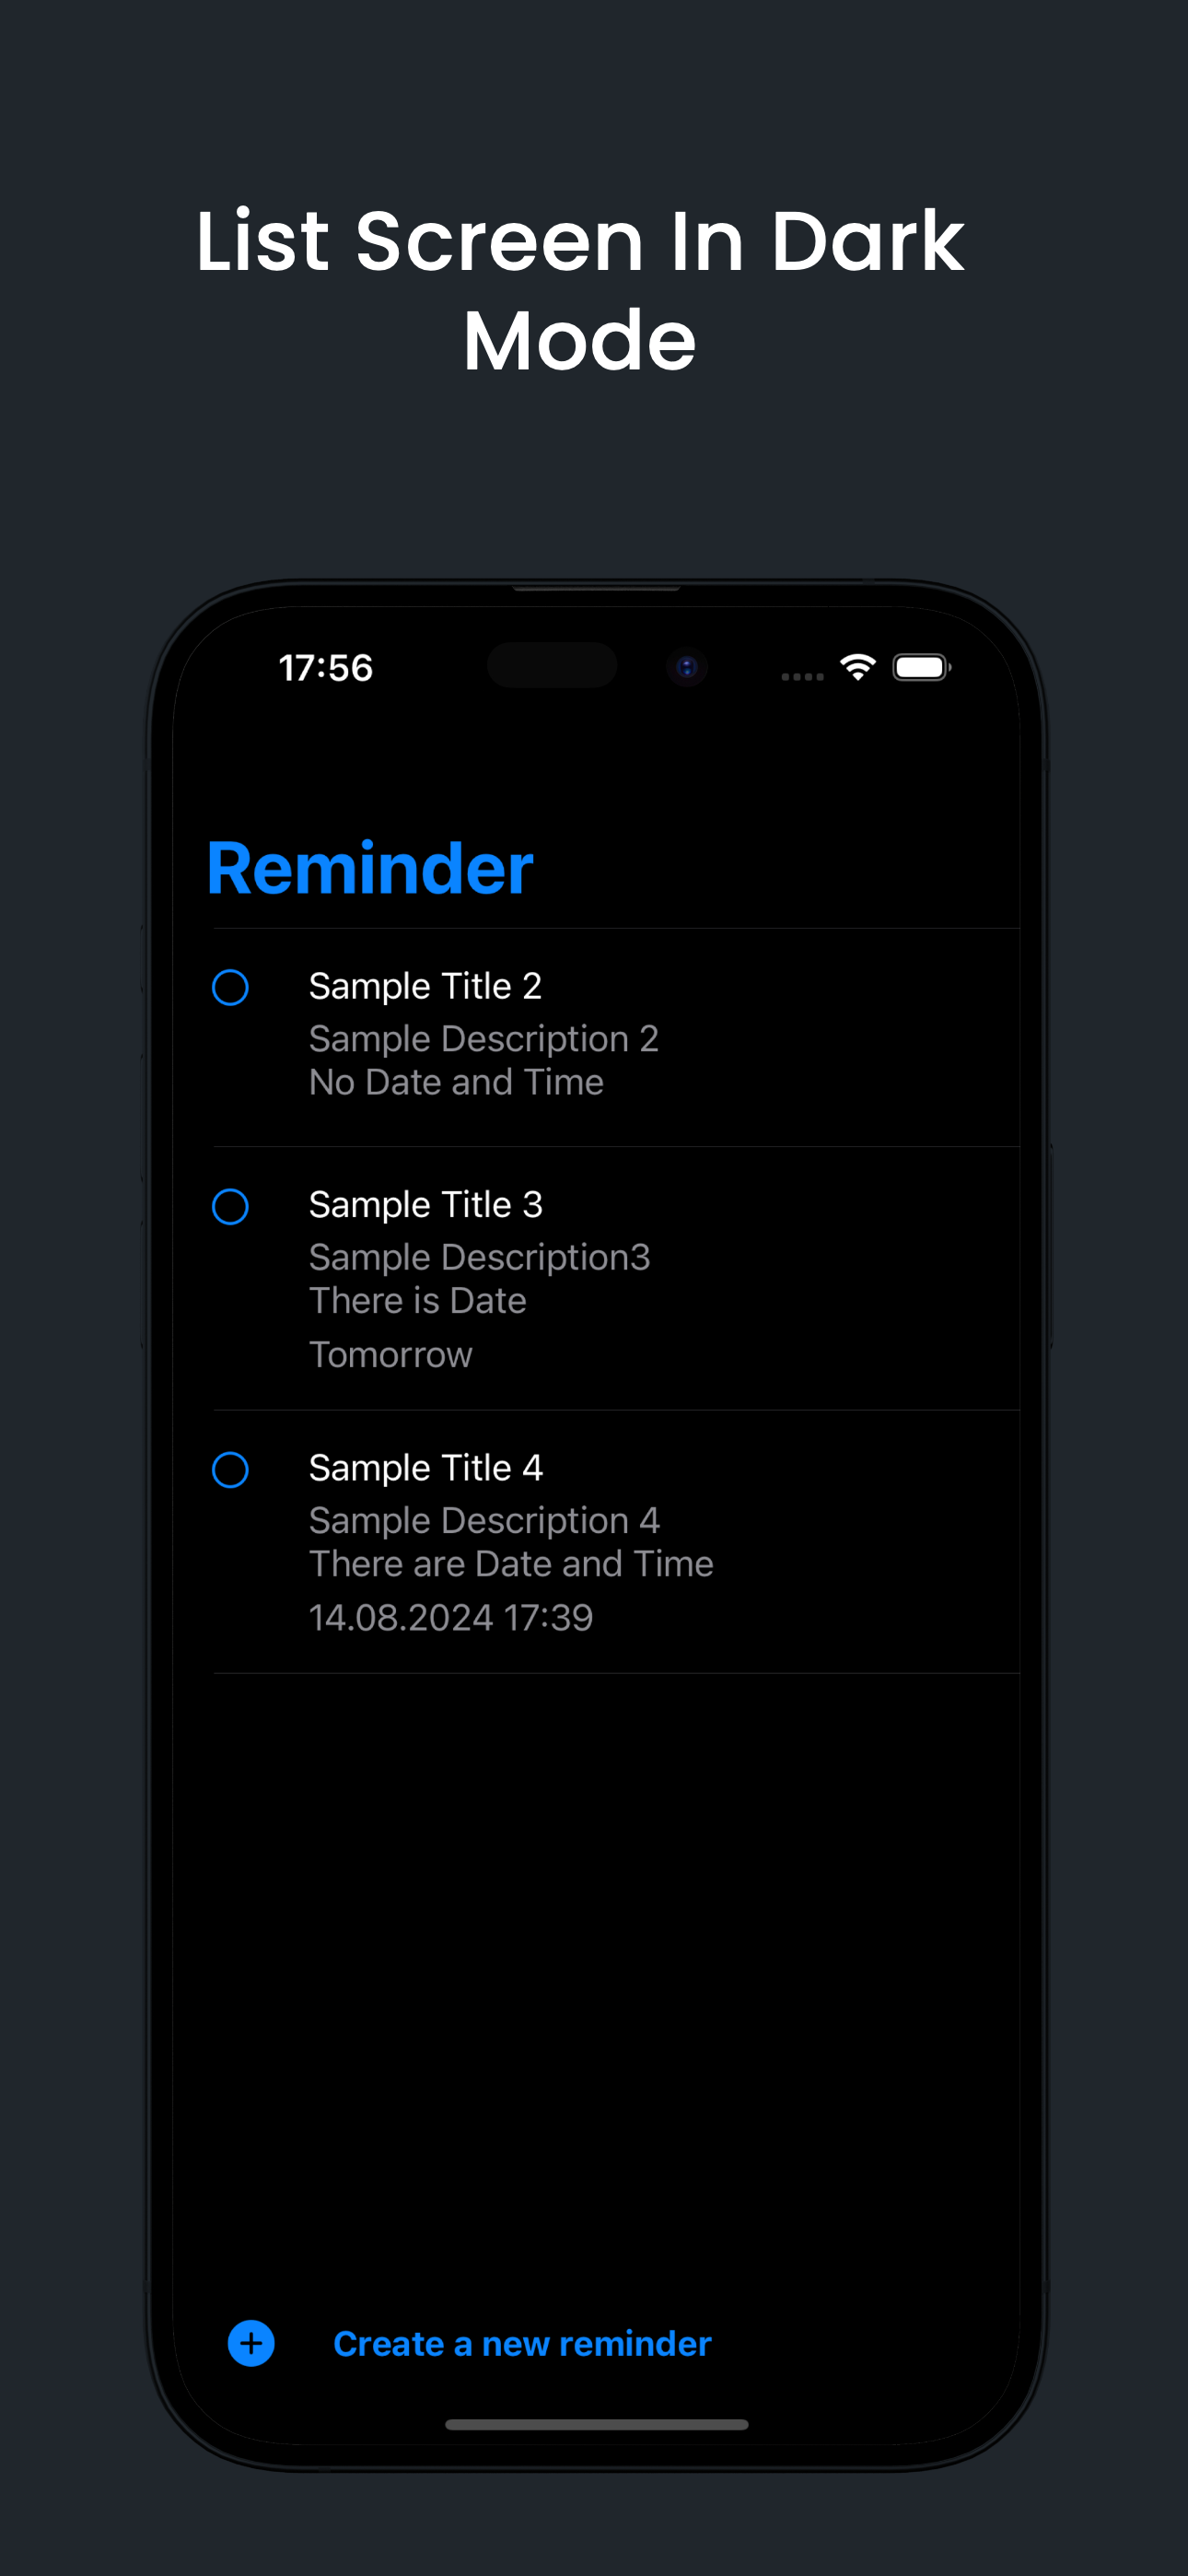 List Screen In Dark
Mode
17:56
Reminder
Sample Title 2
Sample Description 2
No Date and Time
Sample Title 3
Sample Description3
There is Date
Tomorrow
Sample Title 4
Sample Description 4
There are Date and Time
14.08.2024 17:39
Create a new reminder